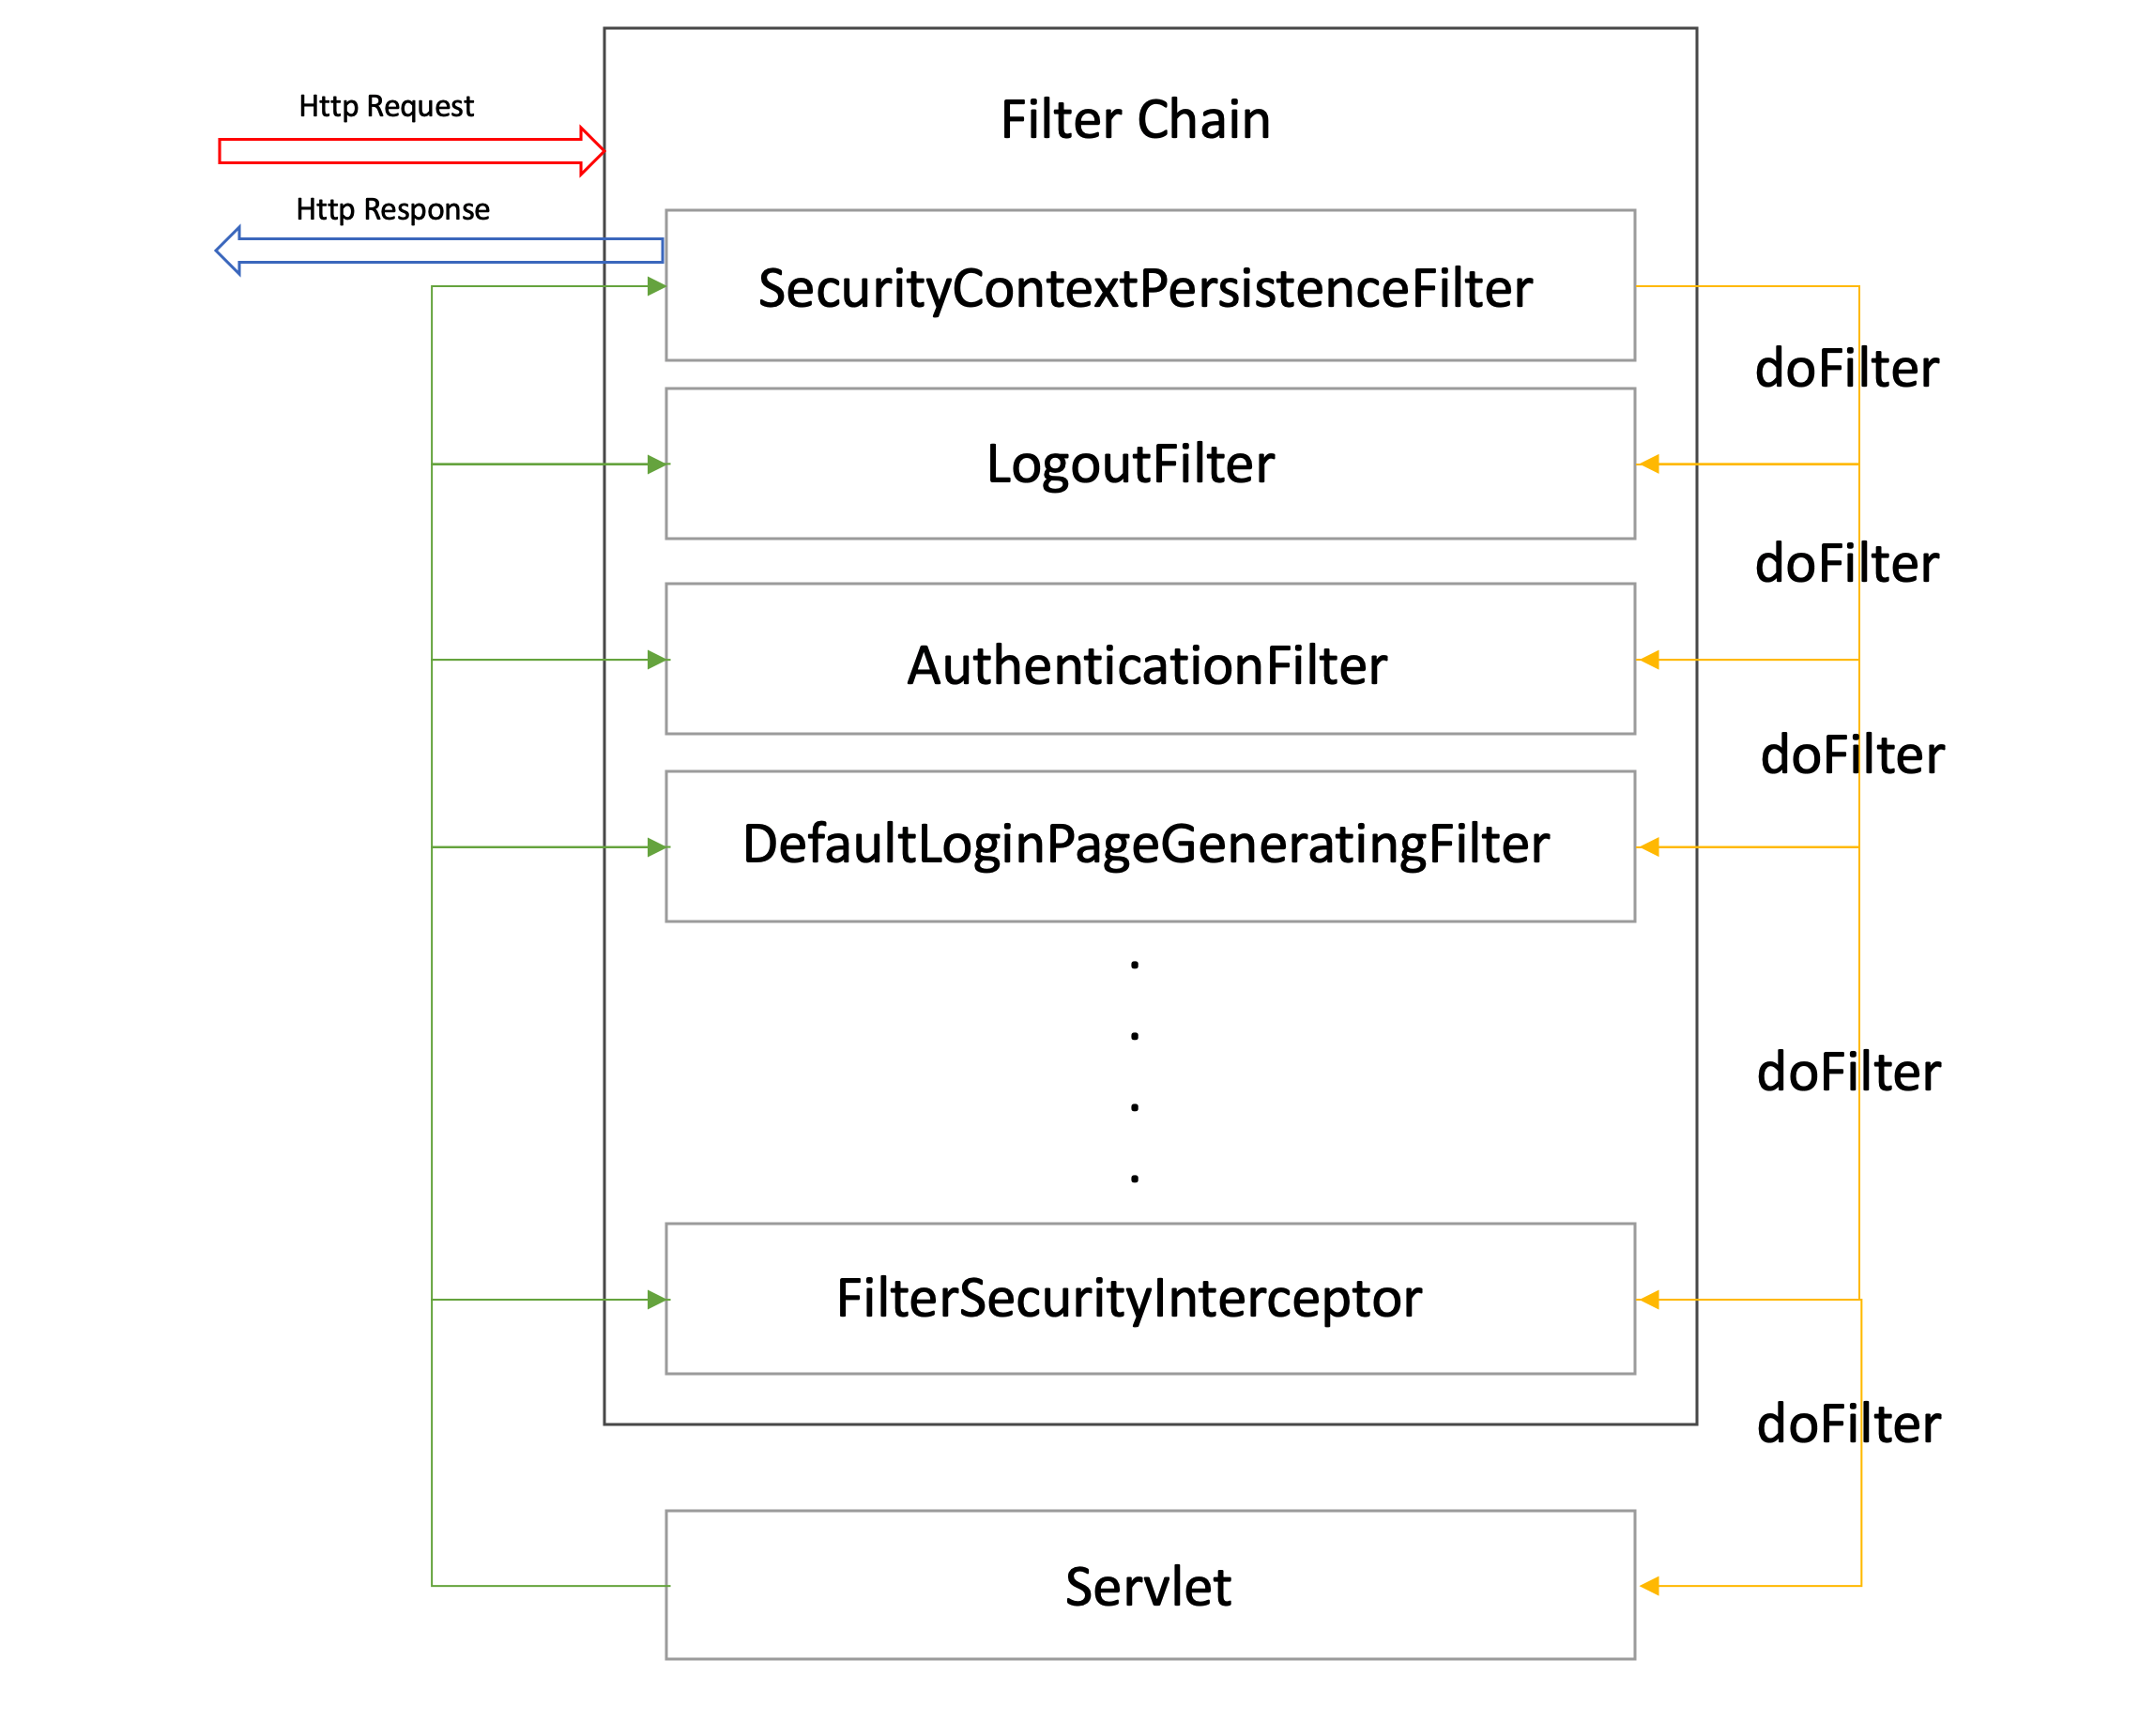 Http Request
Filter Chain
Http Response
SecurityContextPersistenceFilter
doFilter
LogoutFilter
doFilter
AuthenticationFilter
doFilter
DefaultLoginPageGeneratingFilter
doFilter
FilterSecurityInterceptor
doFilter
Servlet